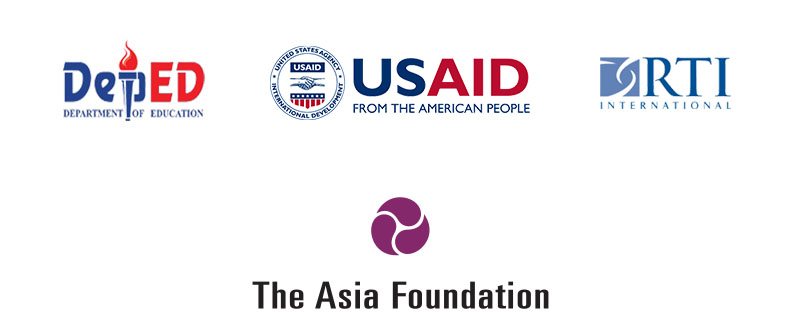 DepED
DEPARTMENT OF EDUCATION
UNITED STATES AGENCY
USAID
INTERNATIONAL DEVELOPMENT
USAID
FROM THE AMERICAN PEOPLE
RTI
INTERNATIONAL
The Asia Foundation